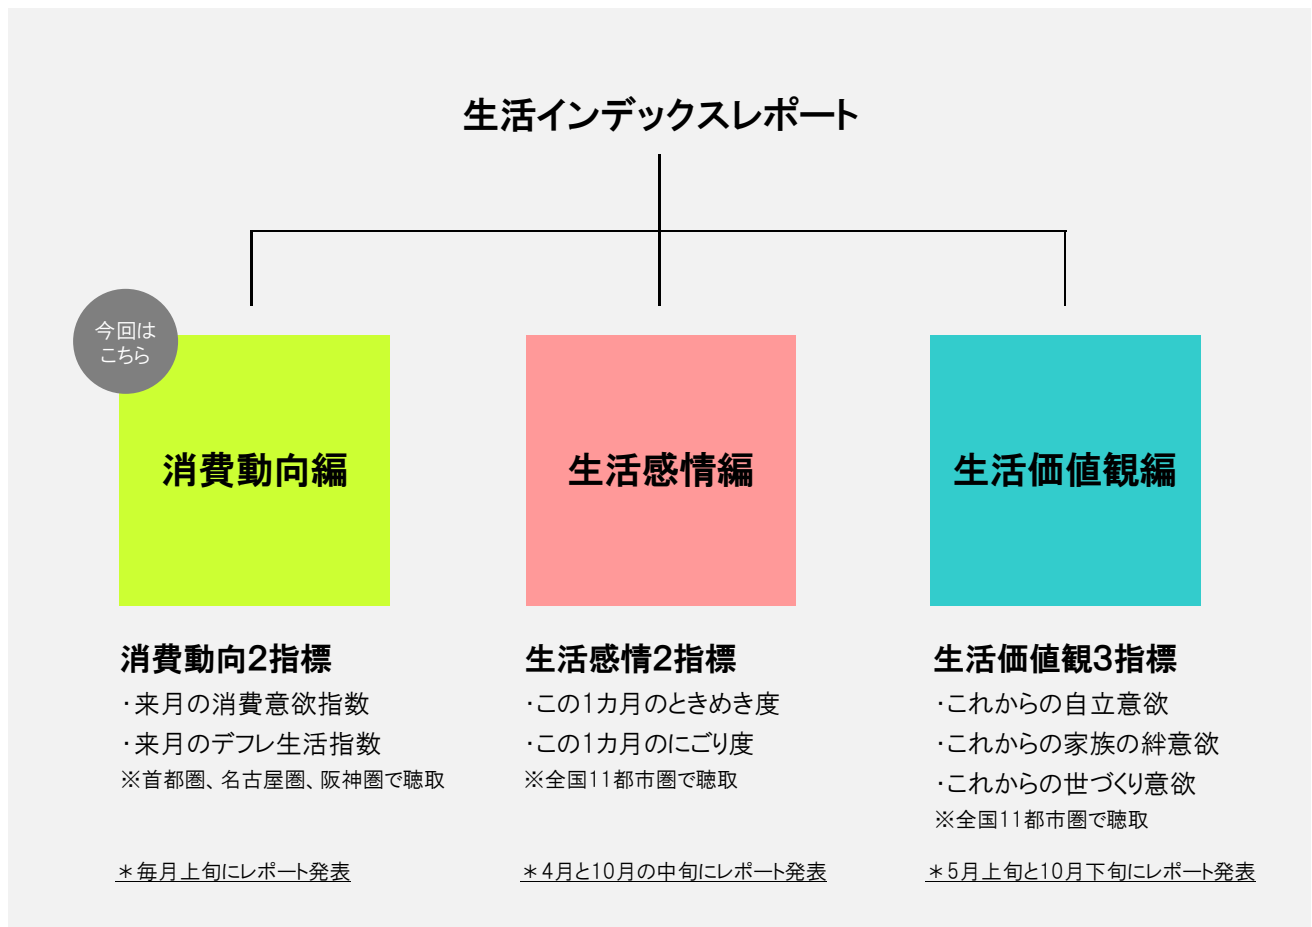 生活インデックスレポート
今回は
こちら
消費動向編
生活感情編
生活価値観編
消費動向2指標
・来月の消費意欲指数
・来月のデフレ生活指数
※首都圏、名古屋圏、阪神圏で聴取
＊毎月上旬にレポート発表
生活感情2指標
・この1カ月のときめき度
・この1カ月のにごり度
※全国11都市圏で聴取
＊4月と10月の中旬にレポート発表
生活価値観3指標
・これからの自立意欲
・これからの家族の絆意欲
・これからの世づくり意欲
※全国11都市圏で聴取
＊5月上旬と10月下旬にレポート発表